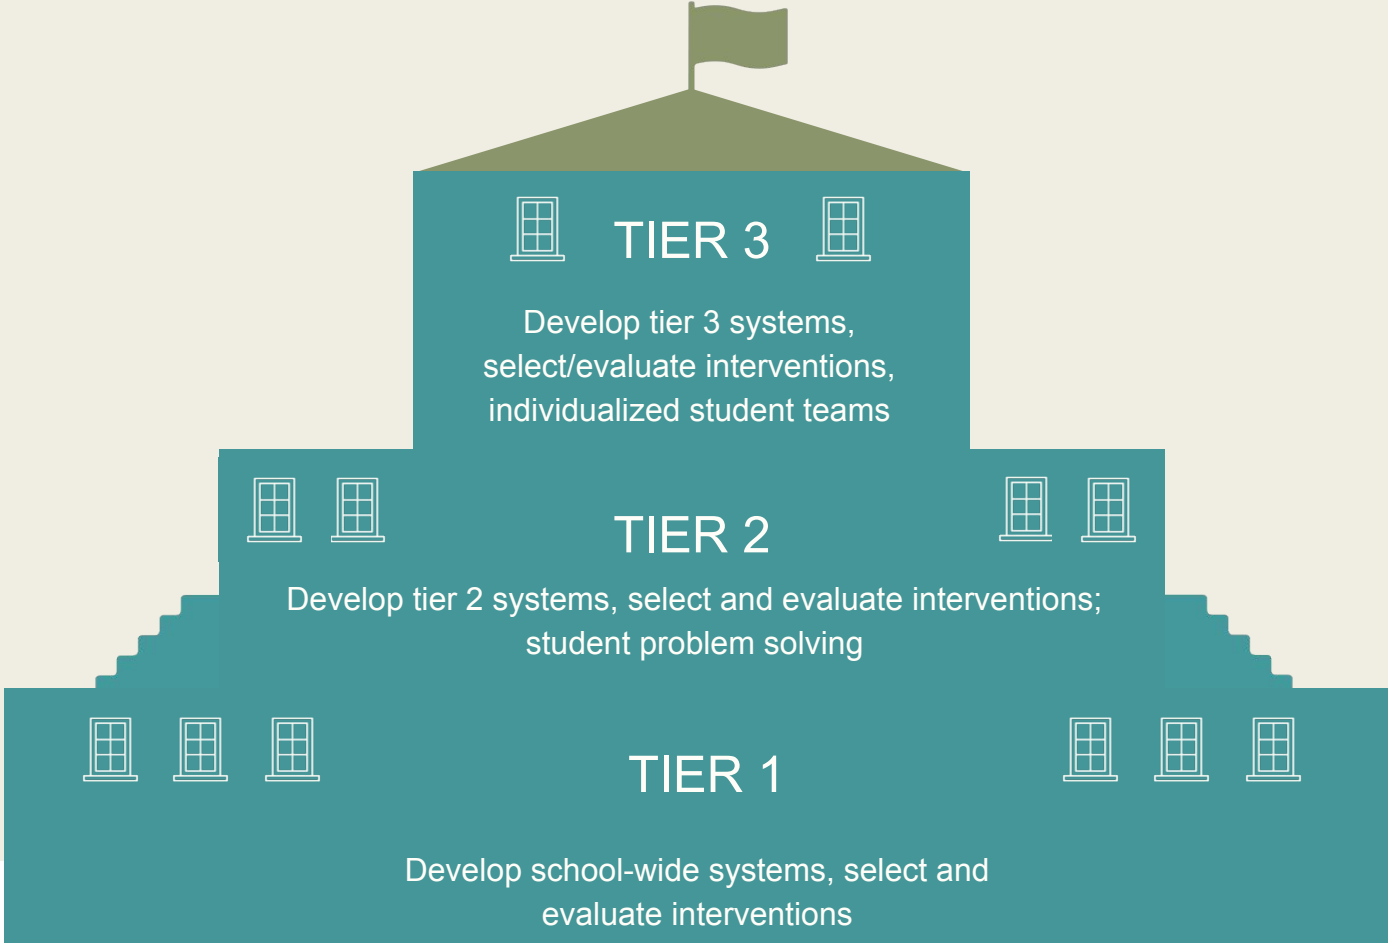 TIER 3
Develop tier 3 systems,
select/evaluate interventions,
individualized student teams
TIER 2
Develop tier 2 systems, select and evaluate interventions;
student problem solving
TIER 1
Develop school-wide systems, select and
evaluate interventions